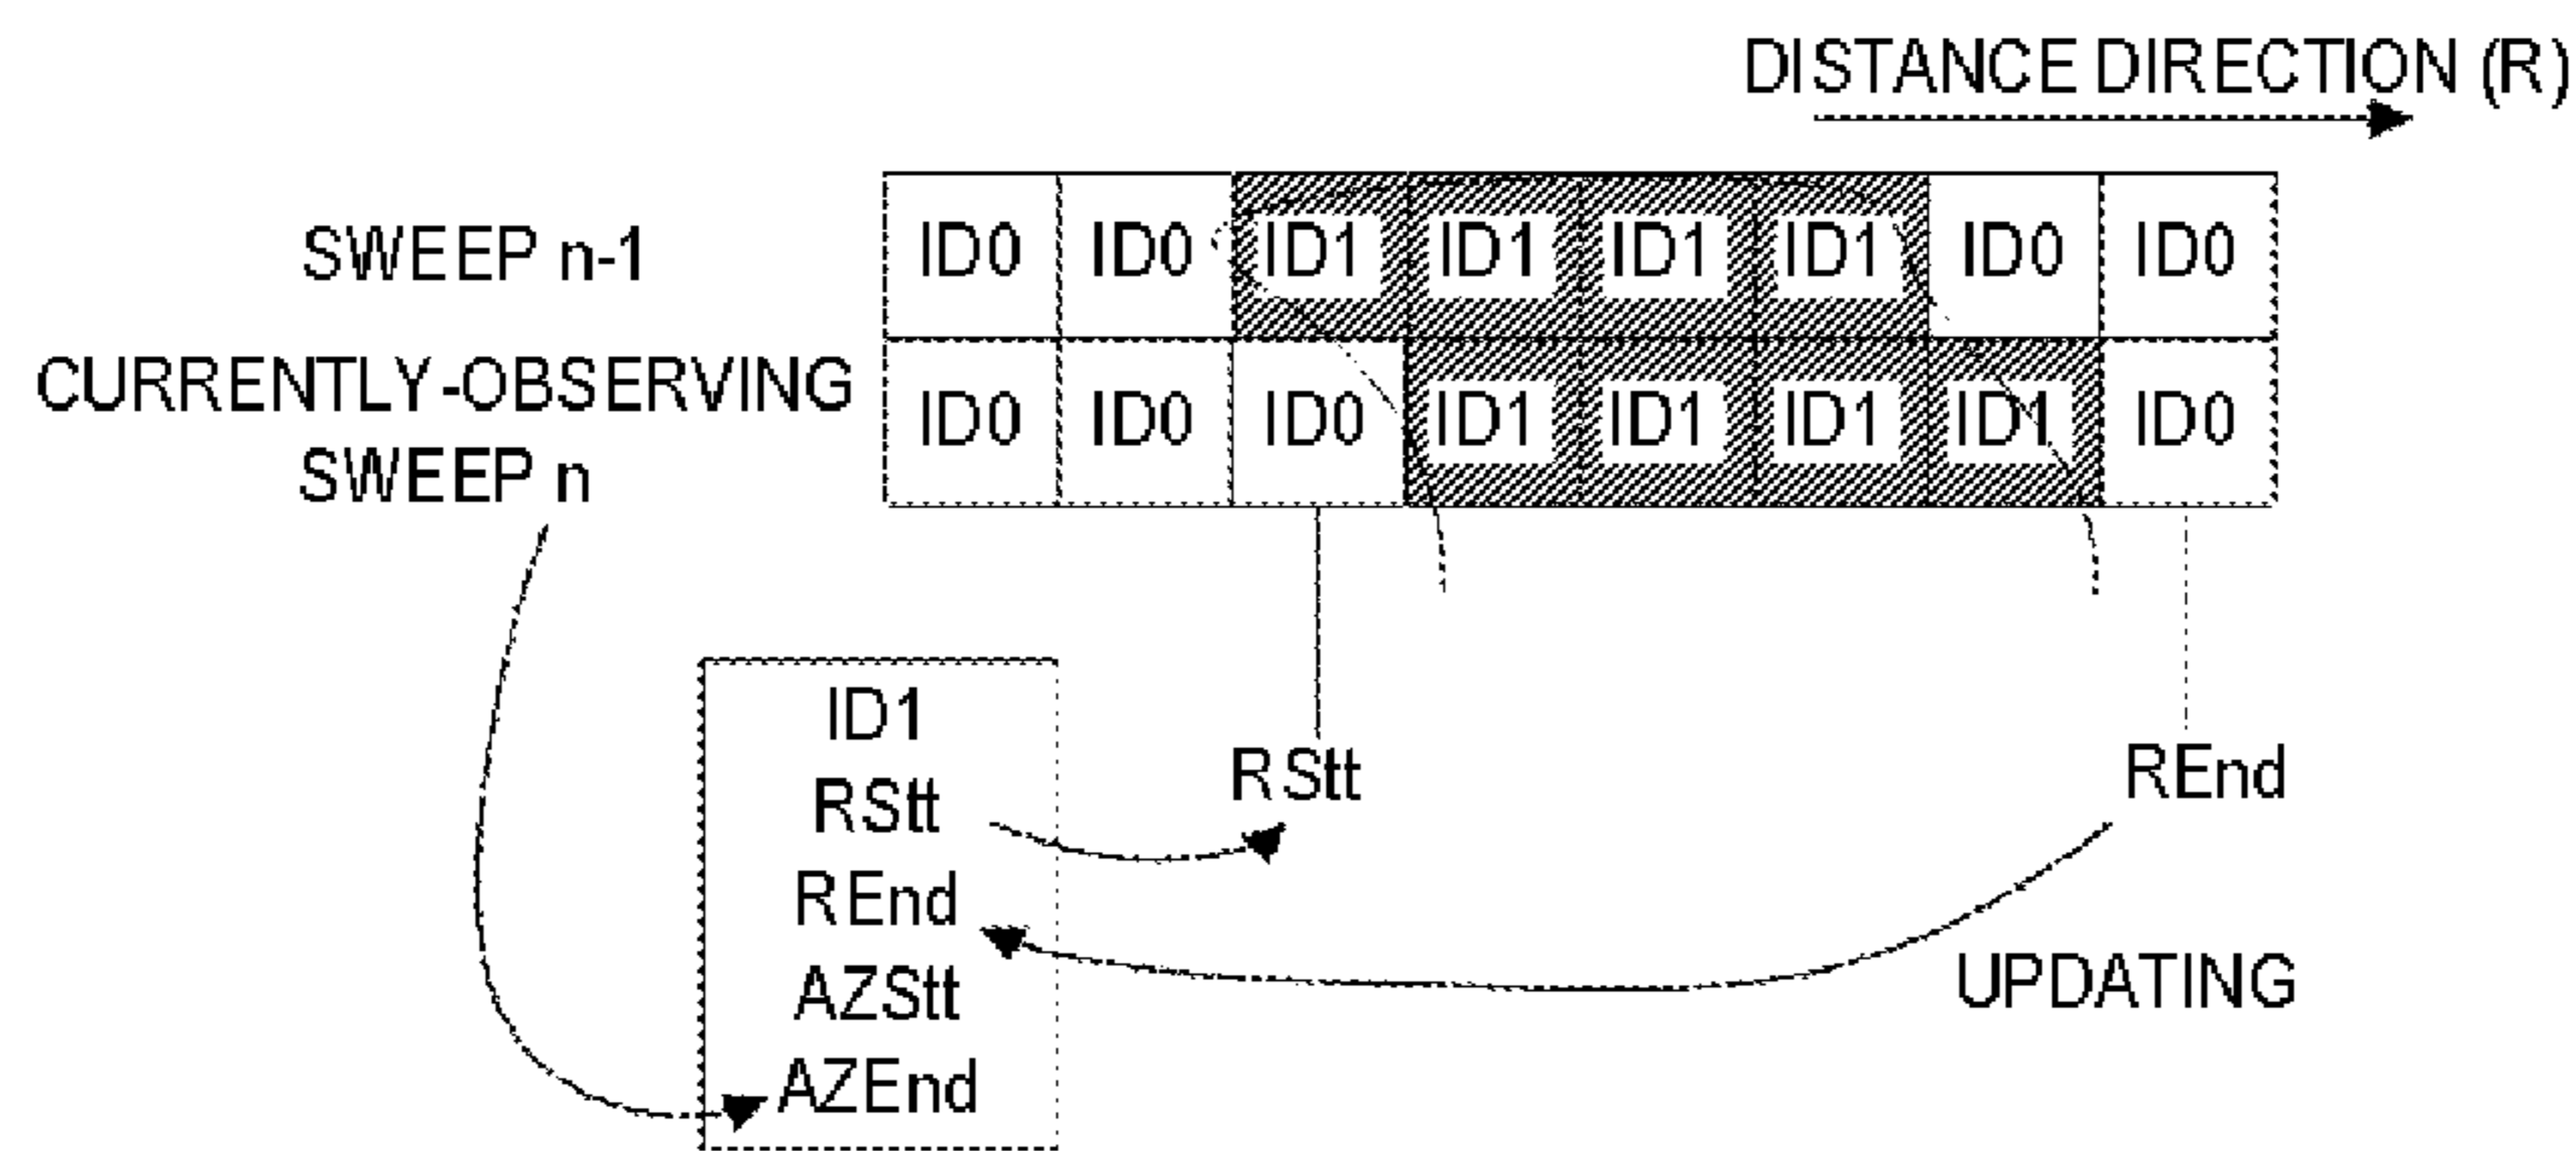 DISTANCE DIRECTION (R)
SWEEP n-1
ID0 ID0 ID1 ID1 ID1 ID1 ID0 ID0
CURRENTLY-OBSERVING
SWEEP n
ID0 ID0 ID0 ID1 ID1 ID1 ID1 ID0
ID1
RStt
REnd
AZStt
AZEnd
RStt
REnd
UPDATING